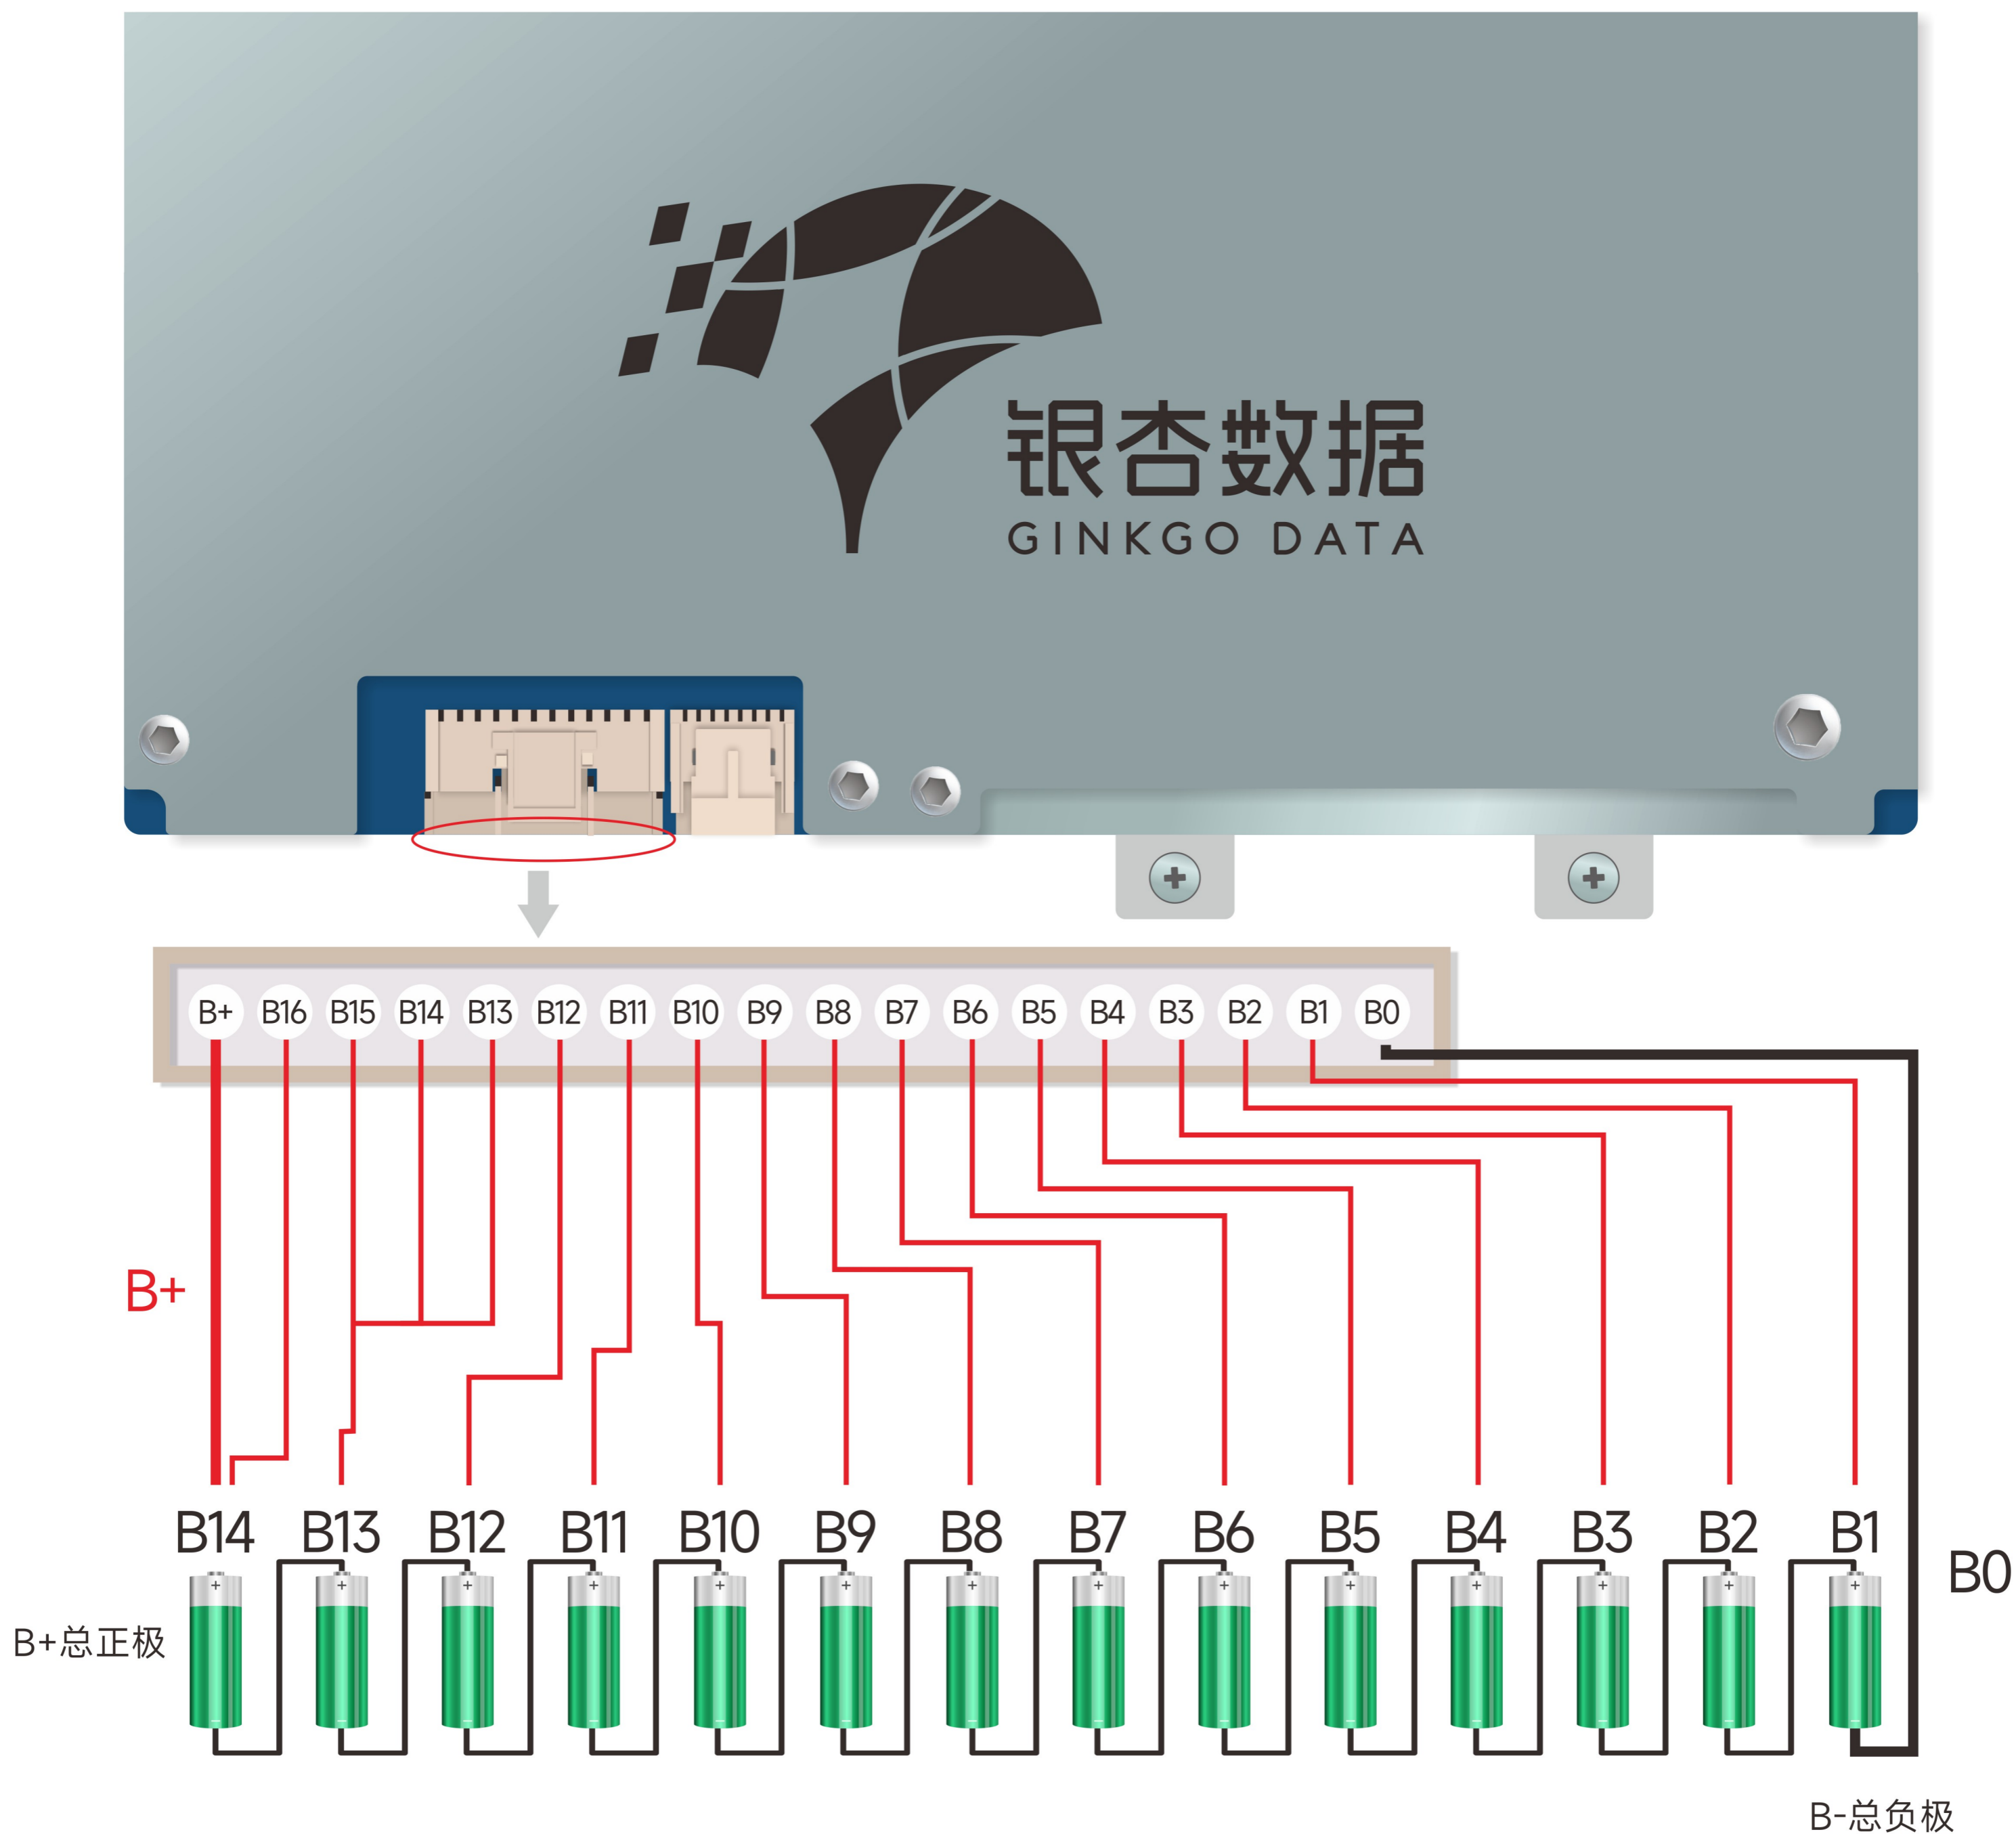 银杏数据
GINKGO DATA
B+ B16 B15 B14 B13 B12 B11 B10 B9 B8 B7 B6 B5 B4 B3 B2 B1 B0
B+
B14 B13 B12 B11 B10 B9 B8 B7 B6 B5 B4 B3 B2 B1
B0
+ + + + + + + + + + + + + +
B+总正极
B-总负极